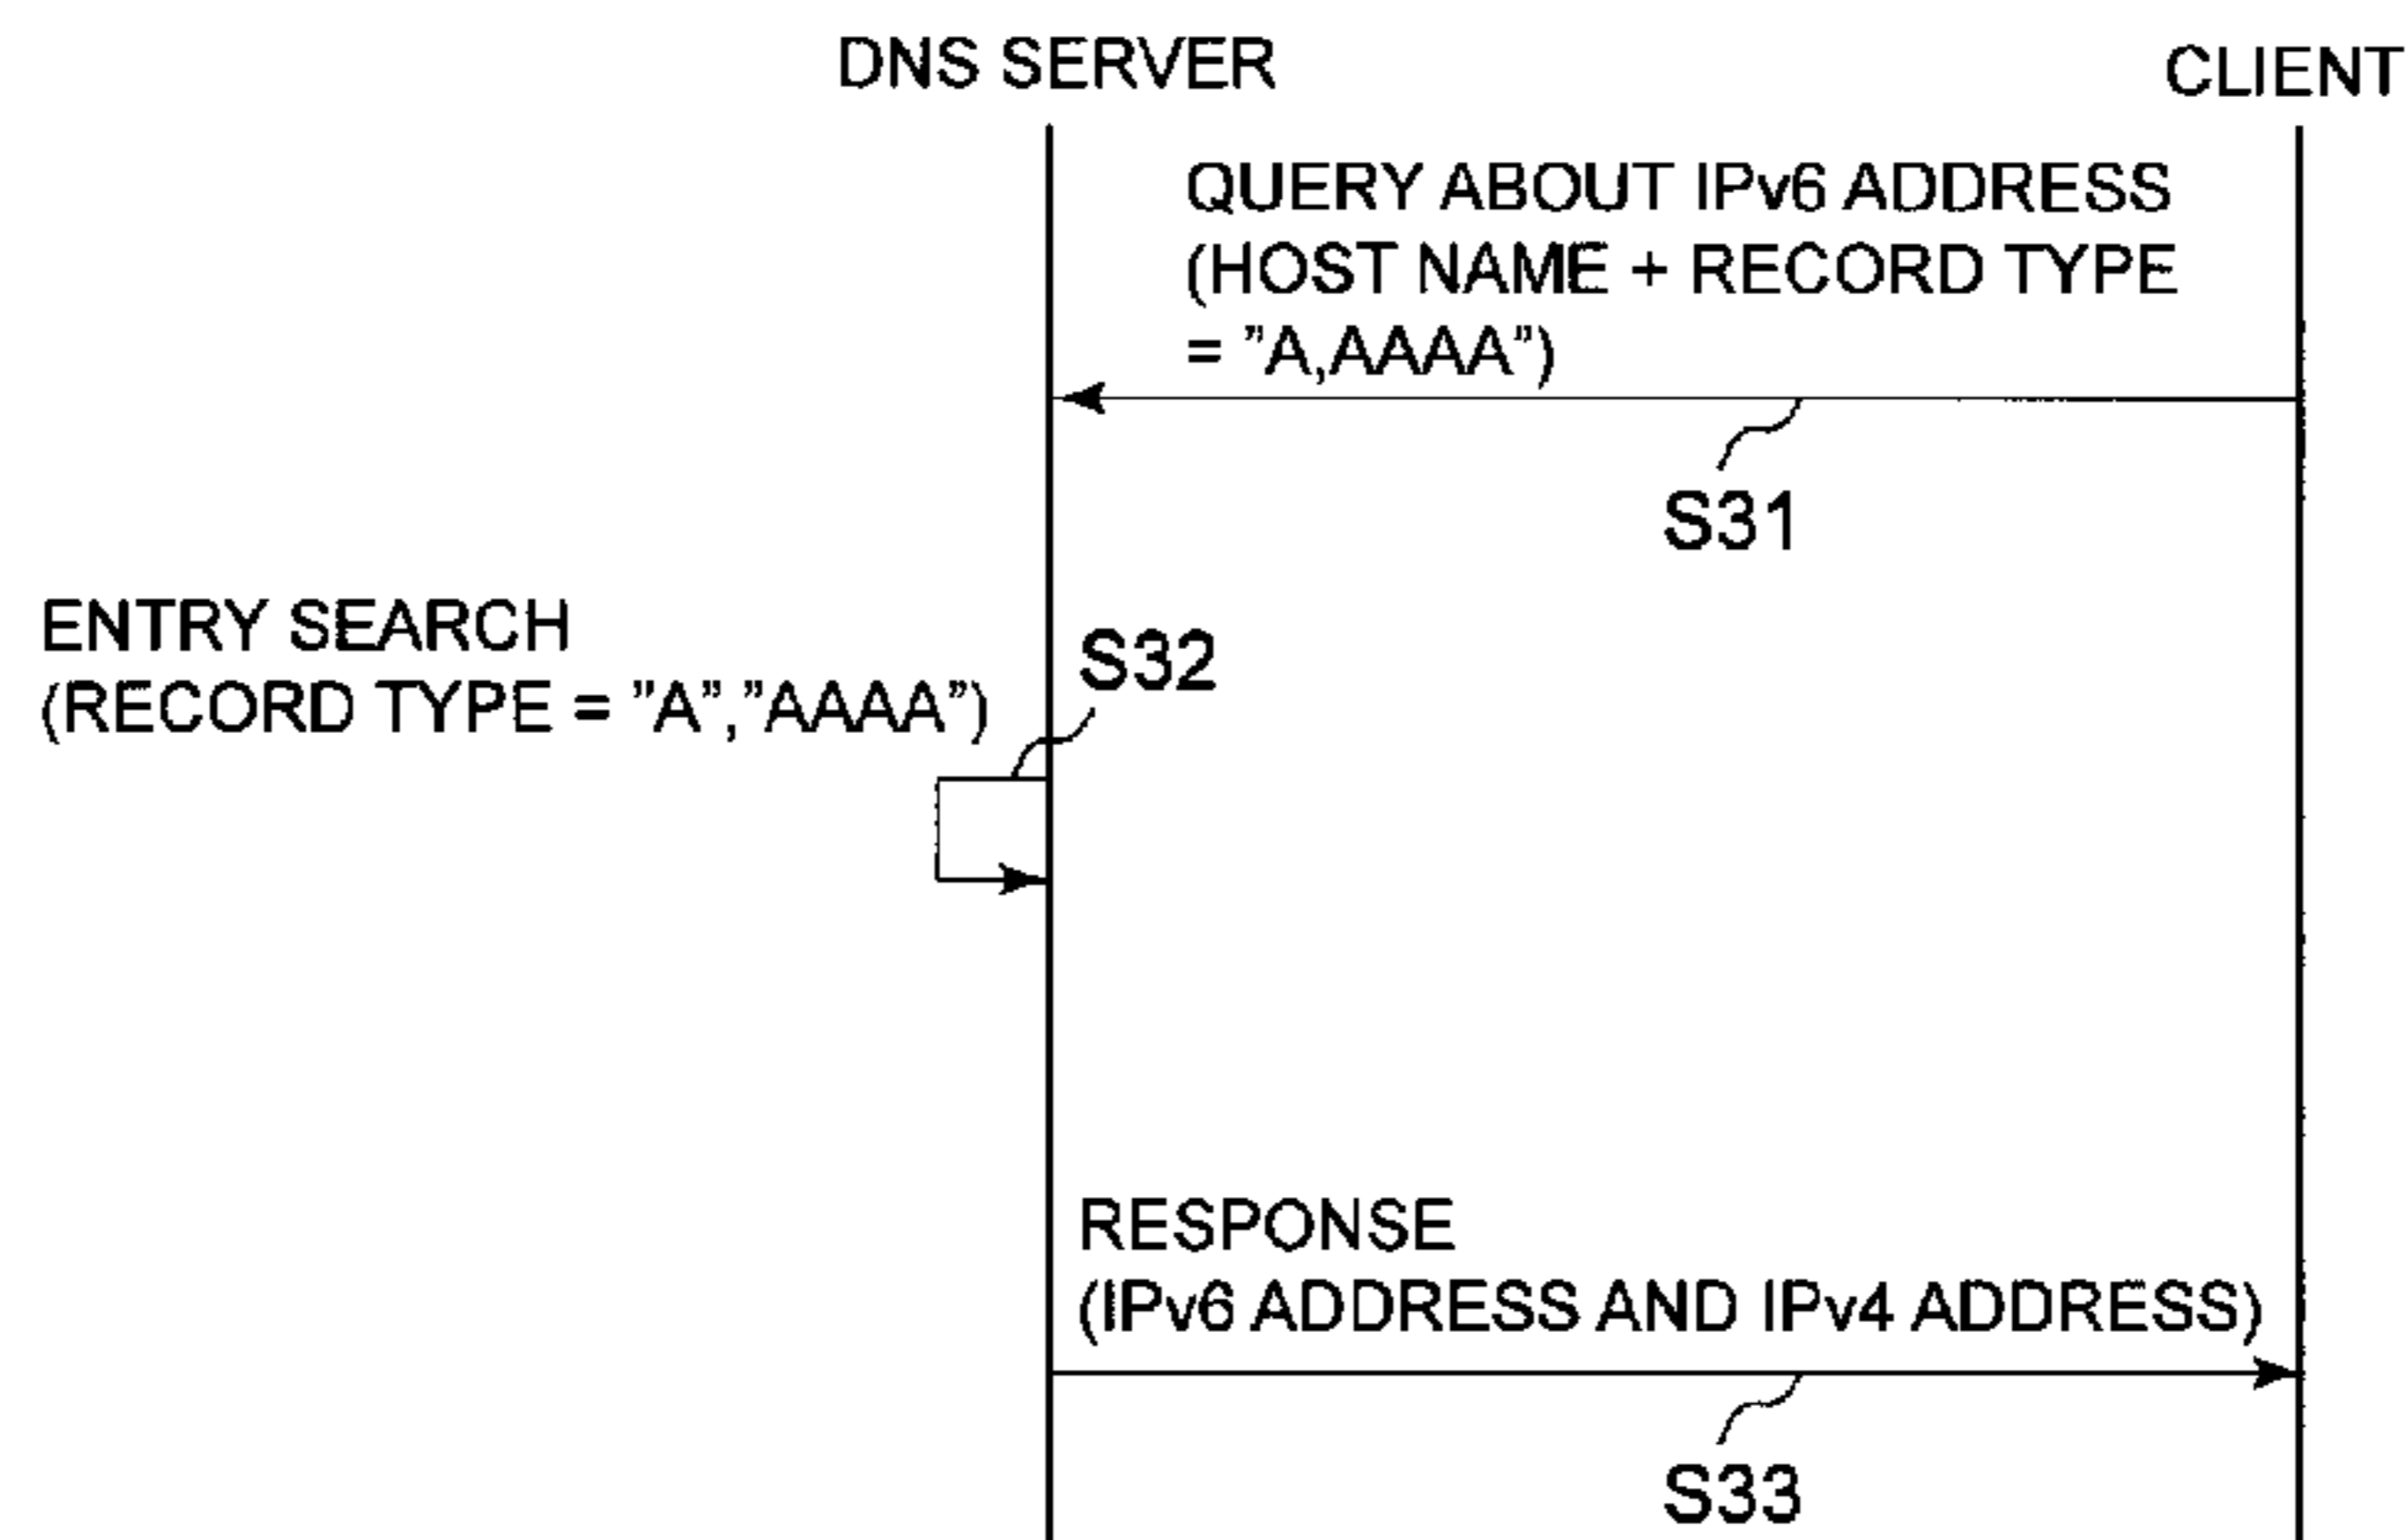 DNS SERVER
CLIENT
QUERY ABOUT IPv6 ADDRESS
(HOST NAME + RECORD TYPE
= ”A,AAAA”)
S31
ENTRY SEARCH
(RECORD TYPE = ”A”,”AAAA”)
S32
RESPONSE
(IPv6 ADDRESS AND IPv4 ADDRESS)
S33